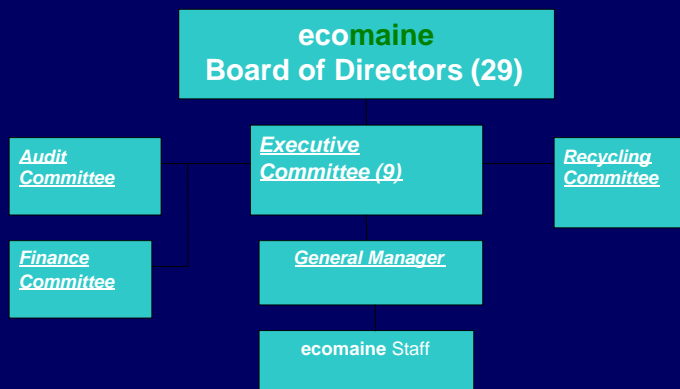 ecomaine
Board of Directors (29)
Audit
Committee
Executive
Committee (9)
Recycling
Committee
Finance
Committee
General Manager
ecomaine Staff